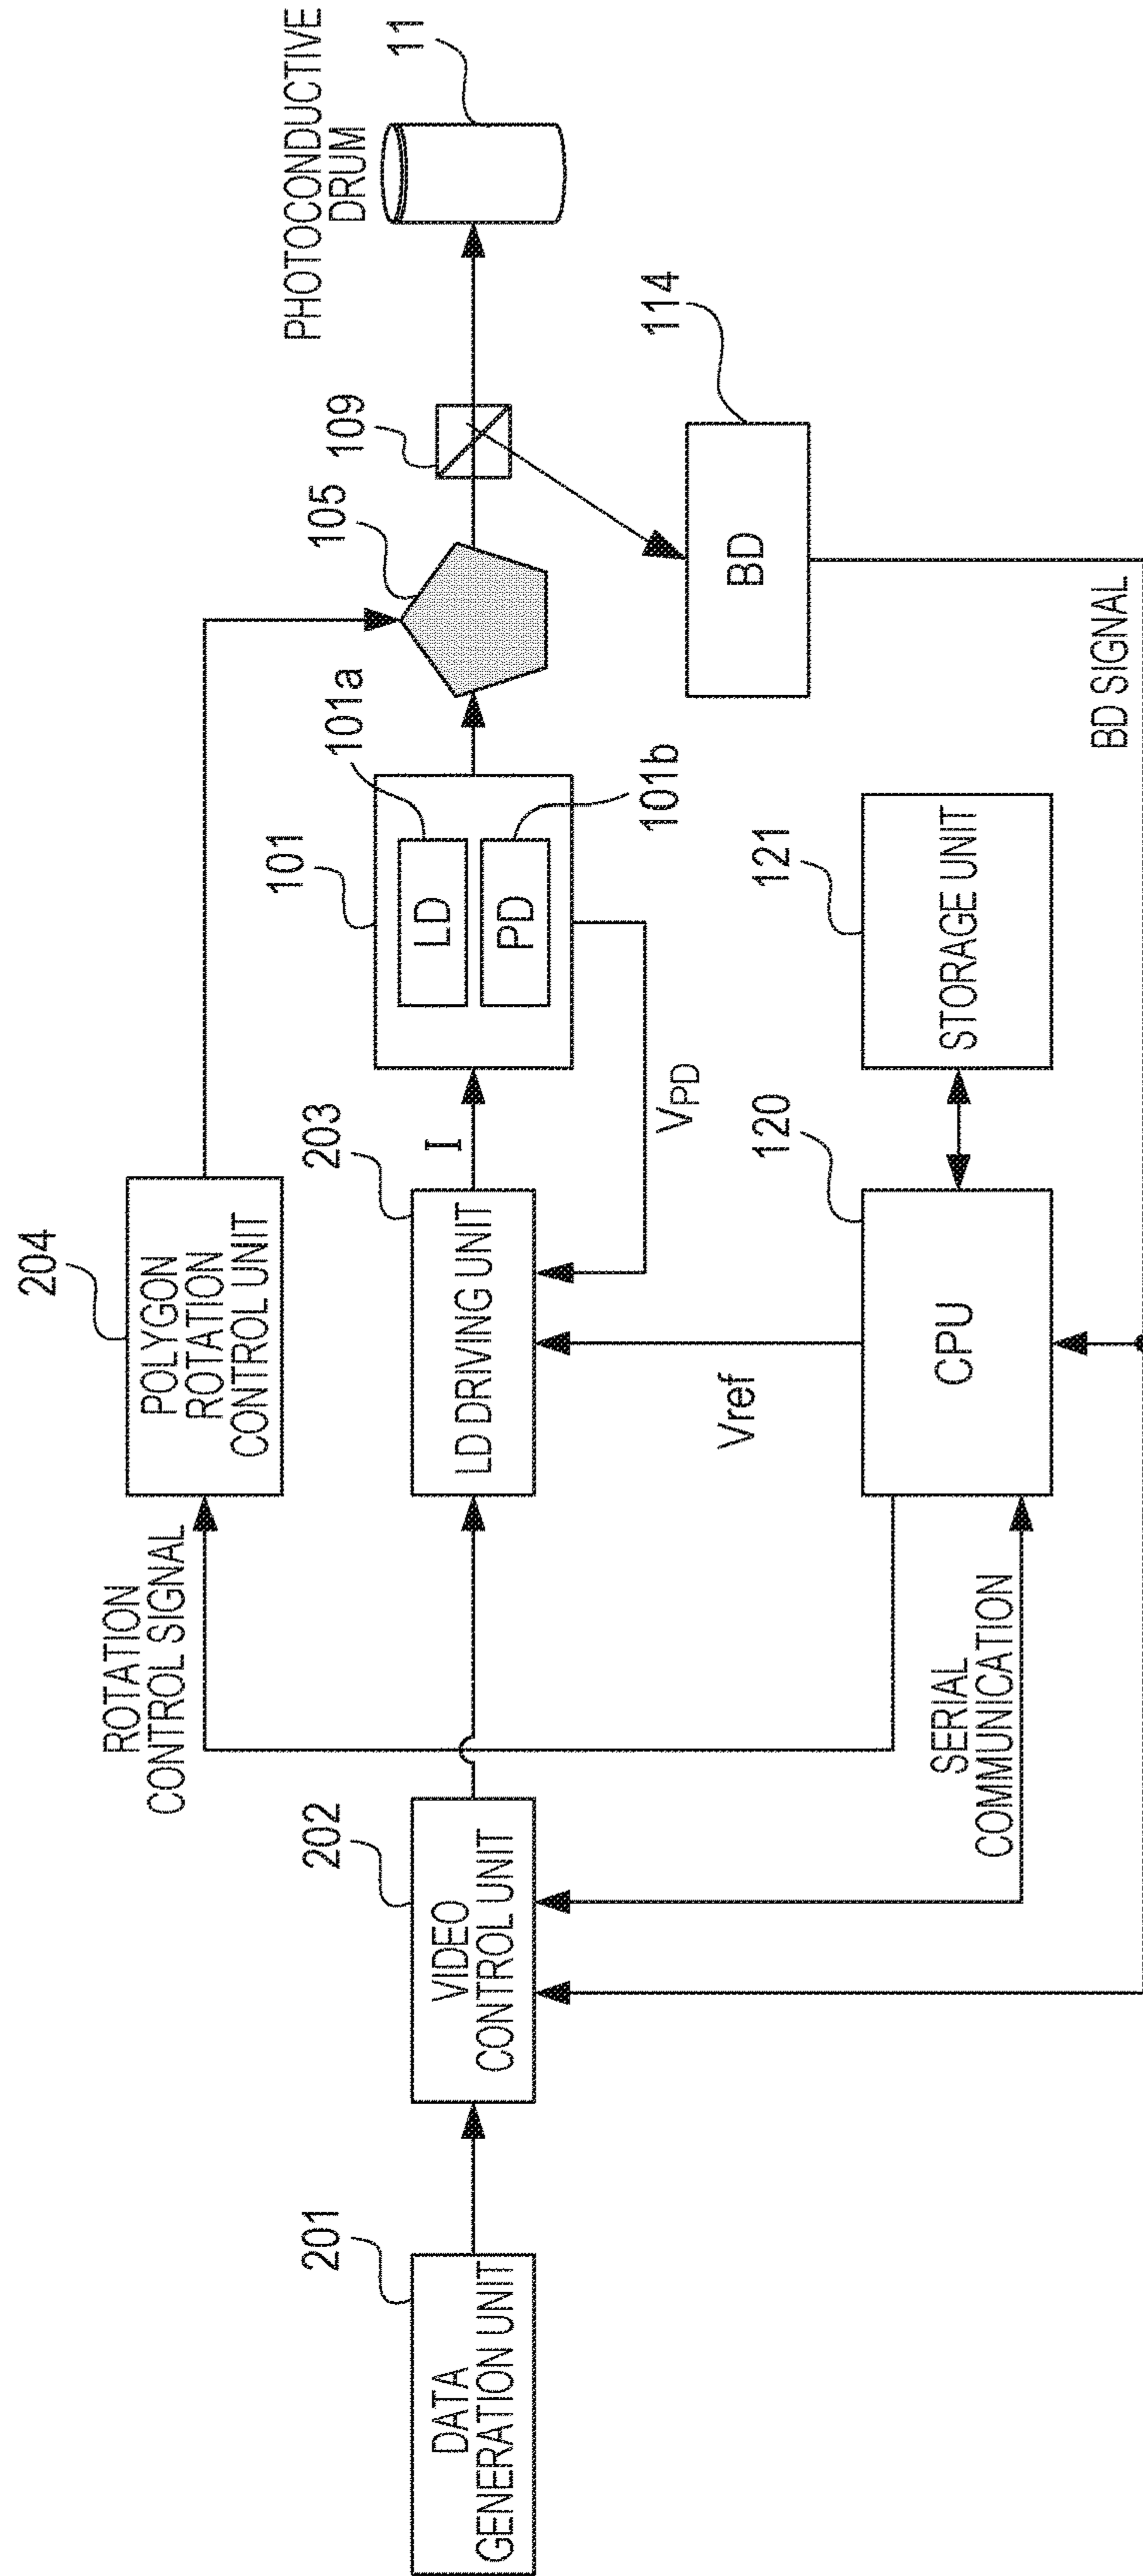 204
POLYGON
ROTATION
CONTROL UNIT
ROTATION
CONTROL SIGNAL
PHOTOCONDUCTIVE
DRUM
11
201
DATA
GENERATION UNIT
202
VIDEO
CONTROL UNIT
203
LD DRIVING UNIT
I
101
LD
PD
101a
101b
105
109
VPD
Vref
114
BD
120
CPU
121
STORAGE UNIT
SERIAL
COMMUNICATION
BD SIGNAL